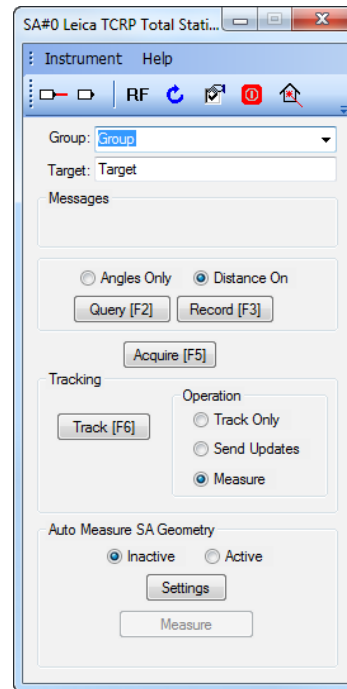 SA#0 Leica TCRP Total Stati...
Instrument Help
RF
Group: Group
Target: Target
Messages
Angles Only Distance On
Query [F2] Record [F3]
Acquire [F5]
Tracking
Operation
Track [F6] Track Only
Send Updates
Measure
Auto Measure SA Geometry
Inactive Active
Settings
Measure